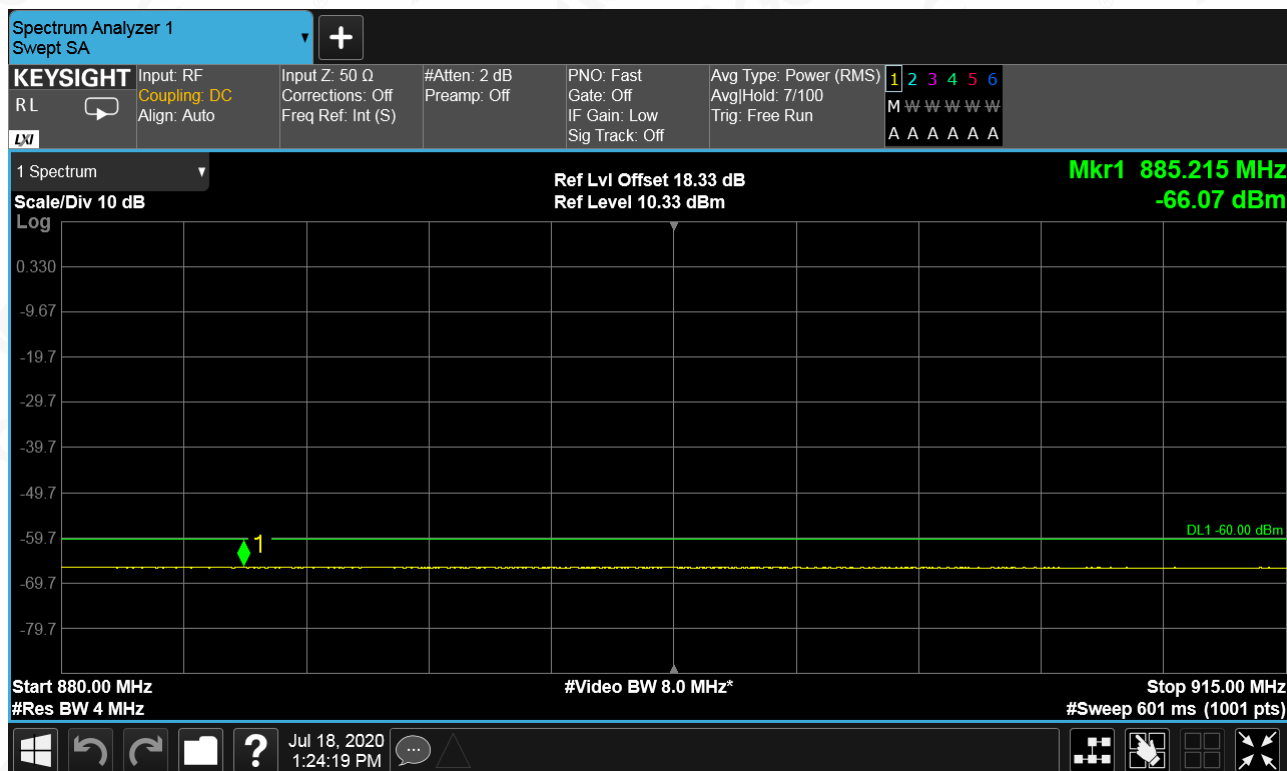 Spectrum Analyzer 1
Swept SA
+
KEYSIGHT
RL
LXI
Input: RF
Coupling: DC
Align: Auto
Input Z: 50 Ω
Corrections: Off
Freq Ref: Int (S)
#Atten: 2 dB
Preamp: Off
PNO: Fast
Gate: Off
IF Gain: Low
Sig Track: Off
Avg Type: Power (RMS)
Avg|Hold: 7/100
Trig: Free Run
1 2 3 4 5 6
M W W W W W
A A A A A A
1 Spectrum
Scale/Div 10 dB
Log
Ref Lvl Offset 18.33 dB
Ref Level 10.33 dBm
Mkr1 885.215 MHz
-66.07 dBm
0.330
-9.67
-19.7
-29.7
-39.7
-49.7
-59.7
-69.7
-79.7
1
DL1 -60.00 dBm
Start 880.00 MHz
#Res BW 4 MHz
#Video BW 8.0 MHz*
Stop 915.00 MHz
#Sweep 601 ms (1001 pts)
?
Jul 18, 2020
1:24:19 PM